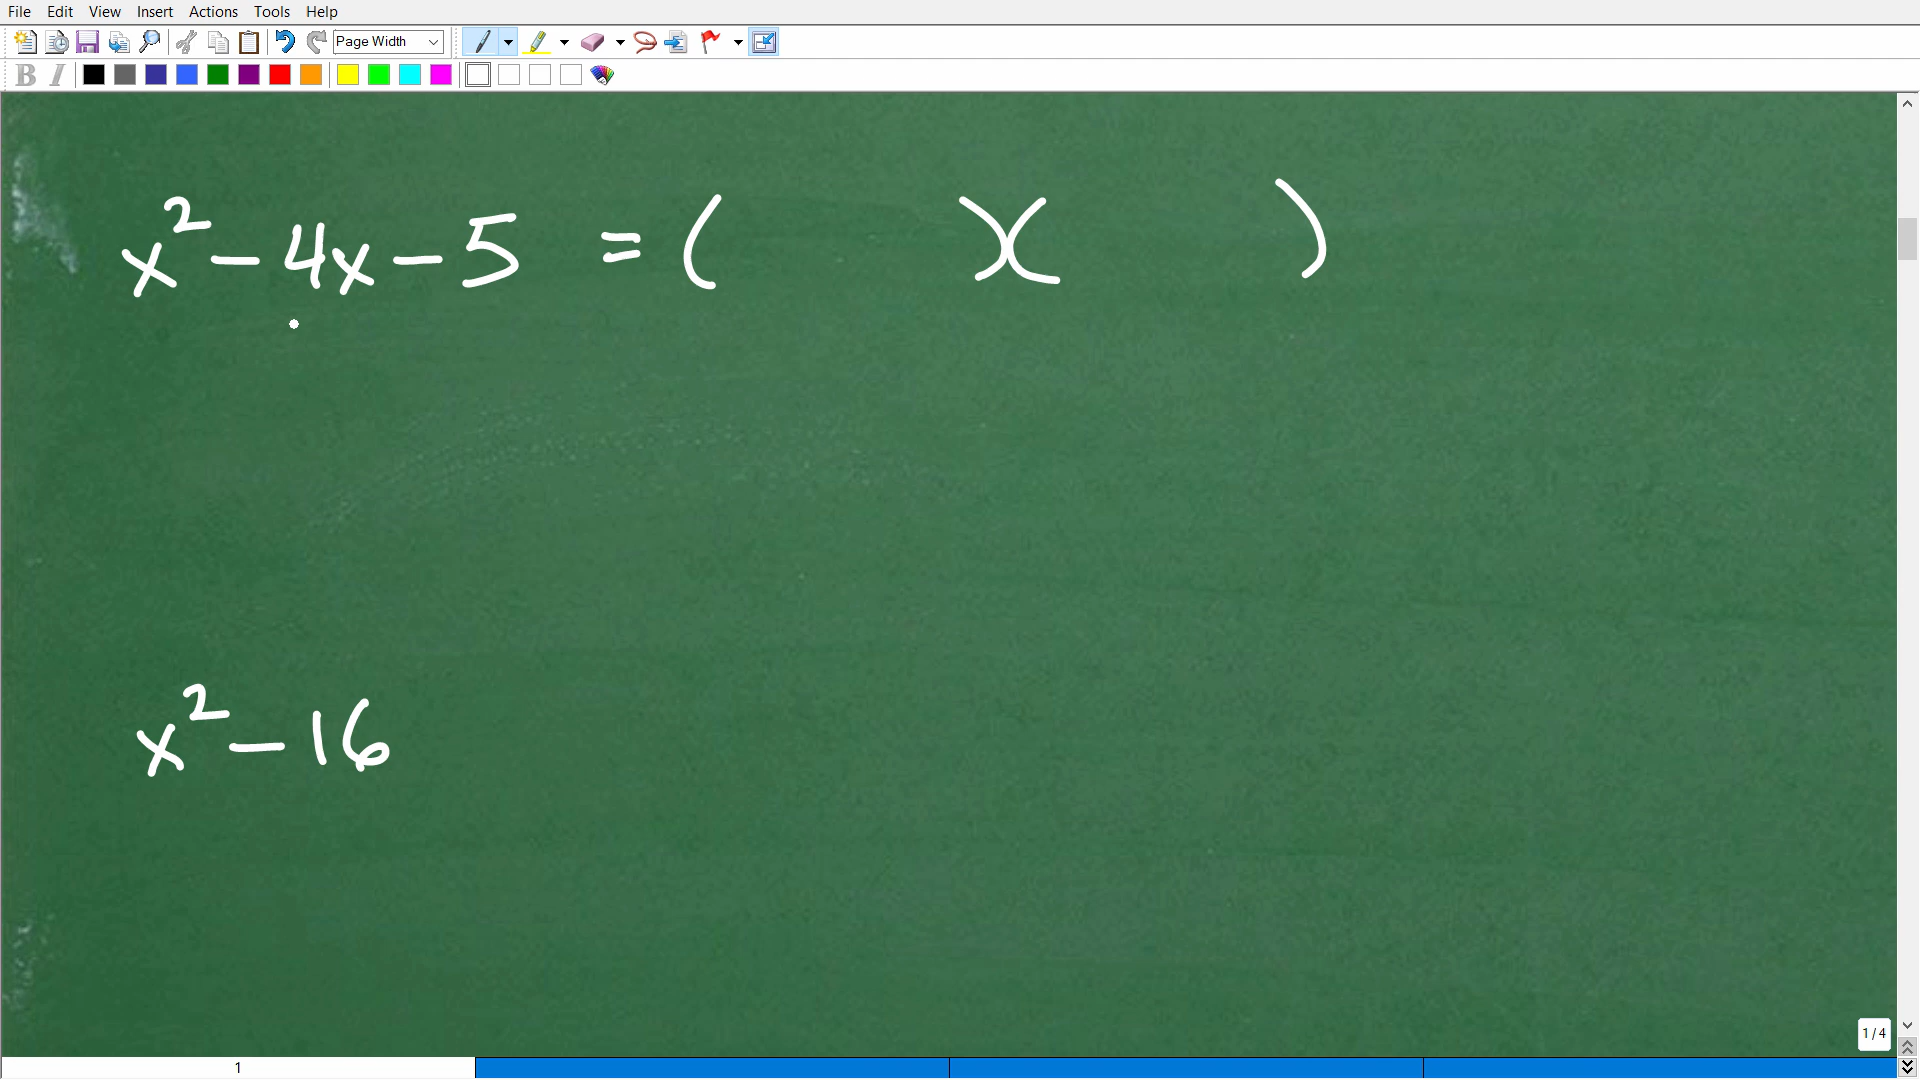 File Edit View Insert Actions Tools Help
Page Width
B I
x² - 4x - 5 = (        )(        )
x² - 16
1 / 4
1